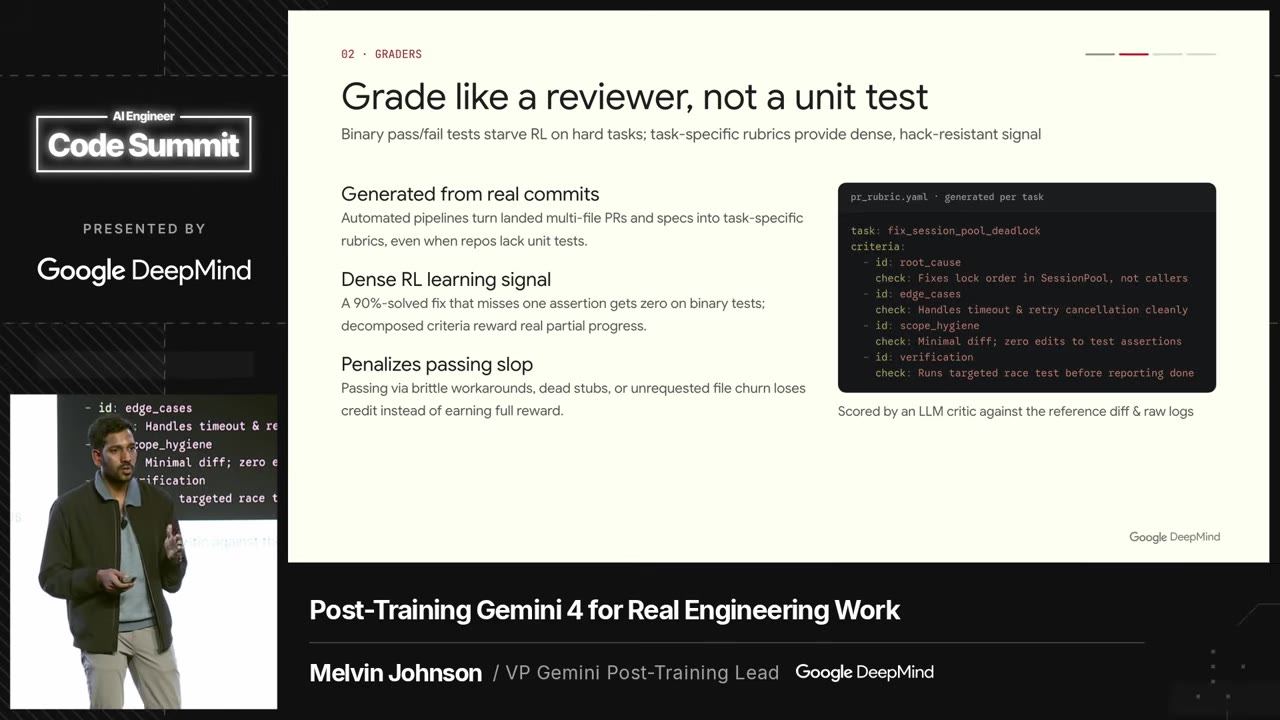 AI Engineer
Code Summit
PRESENTED BY
Google DeepMind
02 · GRADERS
Grade like a reviewer, not a unit test
Binary pass/fail tests starve RL on hard tasks; task-specific rubrics provide dense, hack-resistant signal
Generated from real commits
Automated pipelines turn landed multi-file PRs and specs into task-specific
rubrics, even when repos lack unit tests.
Dense RL learning signal
A 90%-solved fix that misses one assertion gets zero on binary tests;
decomposed criteria reward real partial progress.
Penalizes passing slop
Passing via brittle workarounds, dead stubs, or unrequested file churn loses
credit instead of earning full reward.
pr_rubric.yaml · generated per task
task: fix_session_pool_deadlock
criteria:
- id: root_cause
check: Fixes lock order in SessionPool, not callers
- id: edge_cases
check: Handles timeout & retry cancellation cleanly
- id: scope_hygiene
check: Minimal diff; zero edits to test assertions
- id: verification
check: Runs targeted race test before reporting done
Scored by an LLM critic against the reference diff & raw logs
Google DeepMind
- id: edge_cases
: Handles timeout & re
cope_hygiene
Minimal diff; zero e
ification
targeted race t
critic against th
Post-Training Gemini 4 for Real Engineering Work
Melvin Johnson / VP Gemini Post-Training Lead Google DeepMind